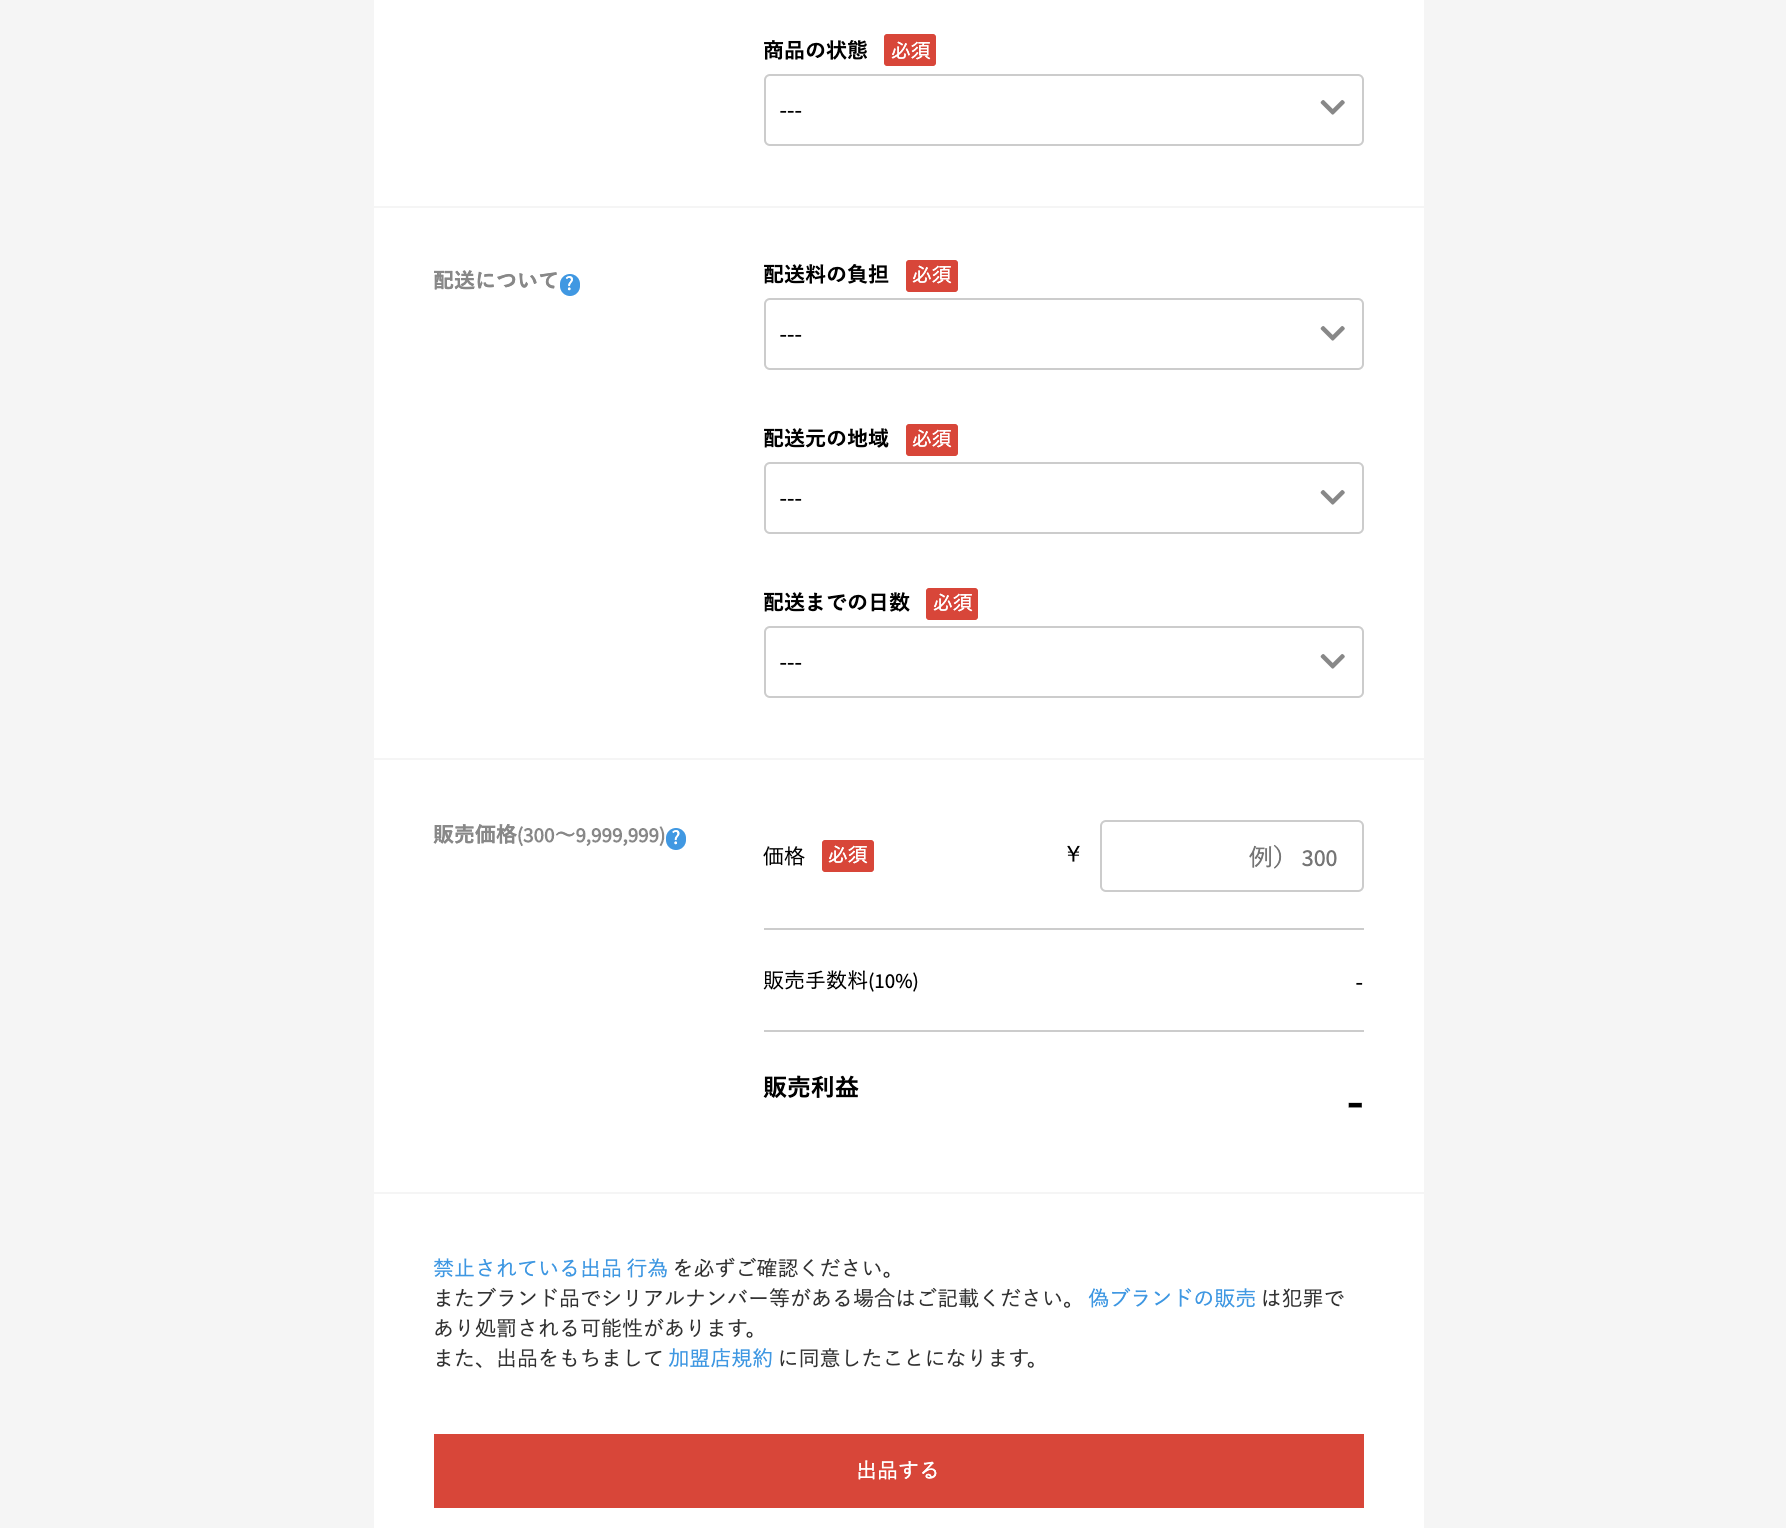 商品の状態 必須
---
配送について?
配送料の負担 必須
---
配送元の地域 必須
---
配送までの日数 必須
---
販売価格(300〜9,999,999)?
価格 必須 ¥ 例） 300
販売手数料(10%) -
販売利益 -
禁止されている出品 行為 を必ずご確認ください。
またブランド品でシリアルナンバー等がある場合はご記載ください。 偽ブランドの販売 は犯罪で
あり処罰される可能性があります。
また、出品をもちまして 加盟店規約 に同意したことになります。
出品する